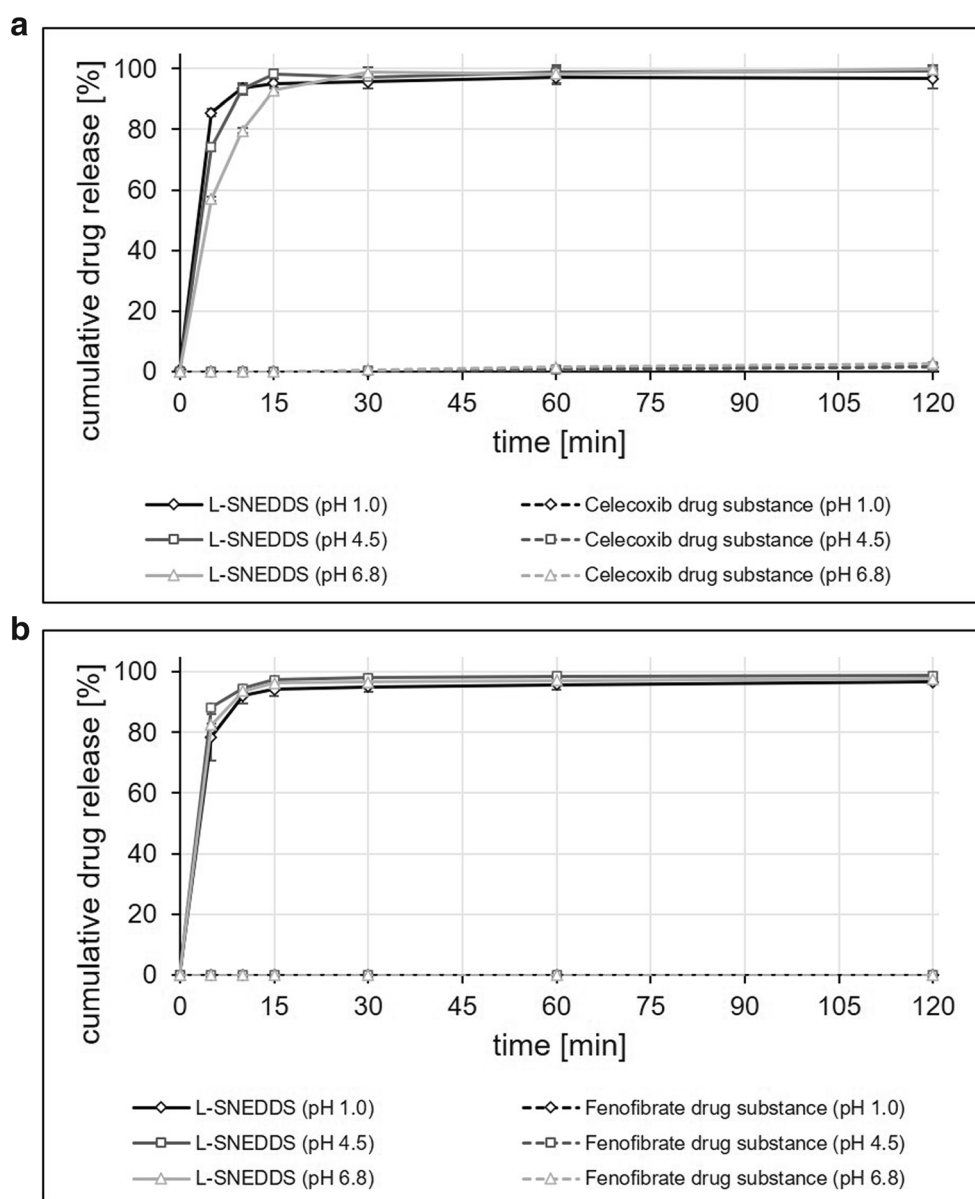 a
cumulative drug release [%]
100
80
60
40
20
0
0 15 30 45 60 75 90 105 120
time [min]
L-SNEDDS (pH 1.0) Celecoxib drug substance (pH 1.0)
L-SNEDDS (pH 4.5) Celecoxib drug substance (pH 4.5)
L-SNEDDS (pH 6.8) Celecoxib drug substance (pH 6.8)
b
cumulative drug release [%]
100
80
60
40
20
0
0 15 30 45 60 75 90 105 120
time [min]
L-SNEDDS (pH 1.0) Fenofibrate drug substance (pH 1.0)
L-SNEDDS (pH 4.5) Fenofibrate drug substance (pH 4.5)
L-SNEDDS (pH 6.8) Fenofibrate drug substance (pH 6.8)